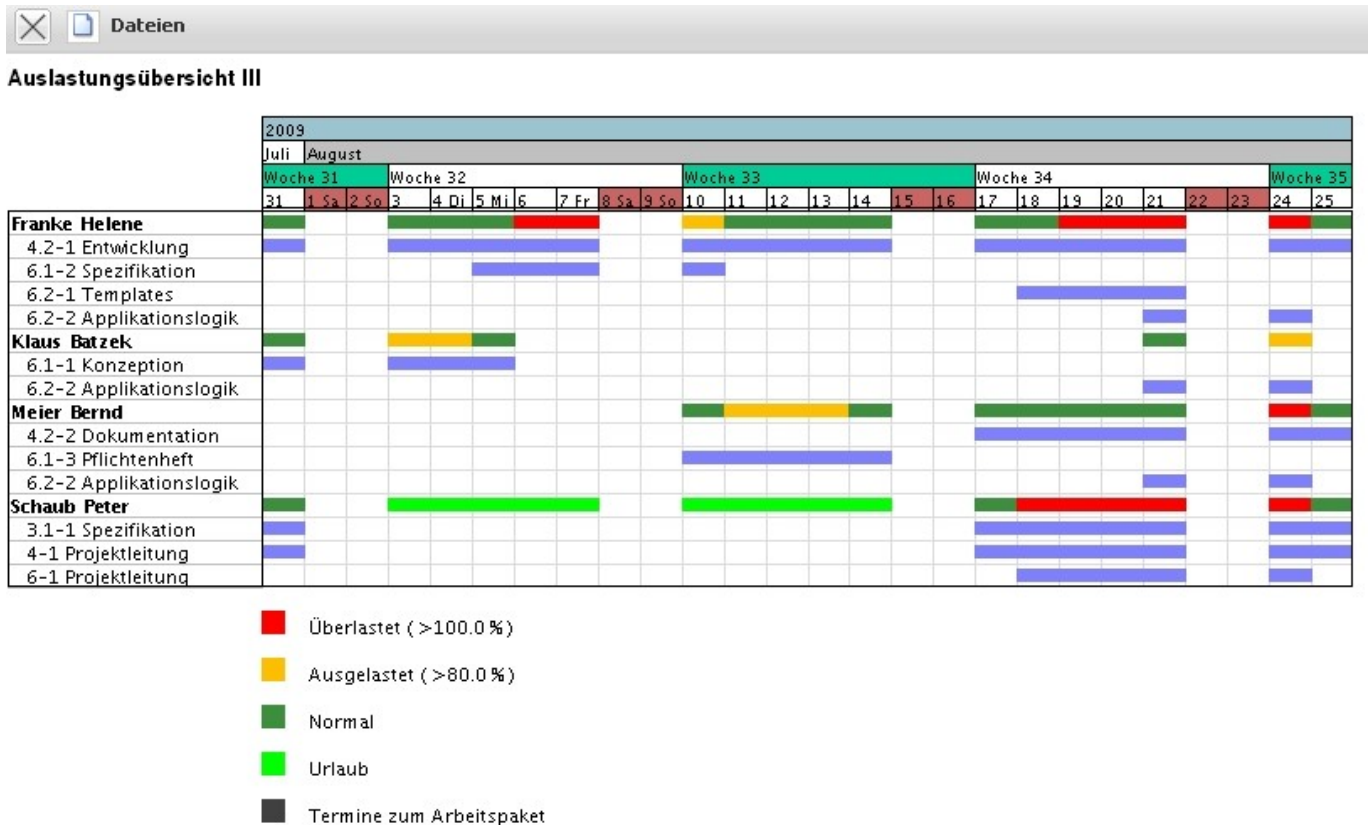 Dateien
Auslastungsübersicht III
2009
Juli August
Woche 31 Woche 32 Woche 33 Woche 34 Woche 35
31 1 Sa 2 So 3 4 Di 5 Mi 6 7 Fr 8 Sa 9 So 10 11 12 13 14 15 16 17 18 19 20 21 22 23 24 25
Franke Helene
4.2-1 Entwicklung
6.1-2 Spezifikation
6.2-1 Templates
6.2-2 Applikationslogik
Klaus Batzek
6.1-1 Konzeption
6.2-2 Applikationslogik
Meier Bernd
4.2-2 Dokumentation
6.1-3 Pflichtenheft
6.2-2 Applikationslogik
Schaub Peter
3.1-1 Spezifikation
4-1 Projektleitung
6-1 Projektleitung
Überlastet (>100.0%)
Ausgelastet (>80.0%)
Normal
Urlaub
Termine zum Arbeitspaket